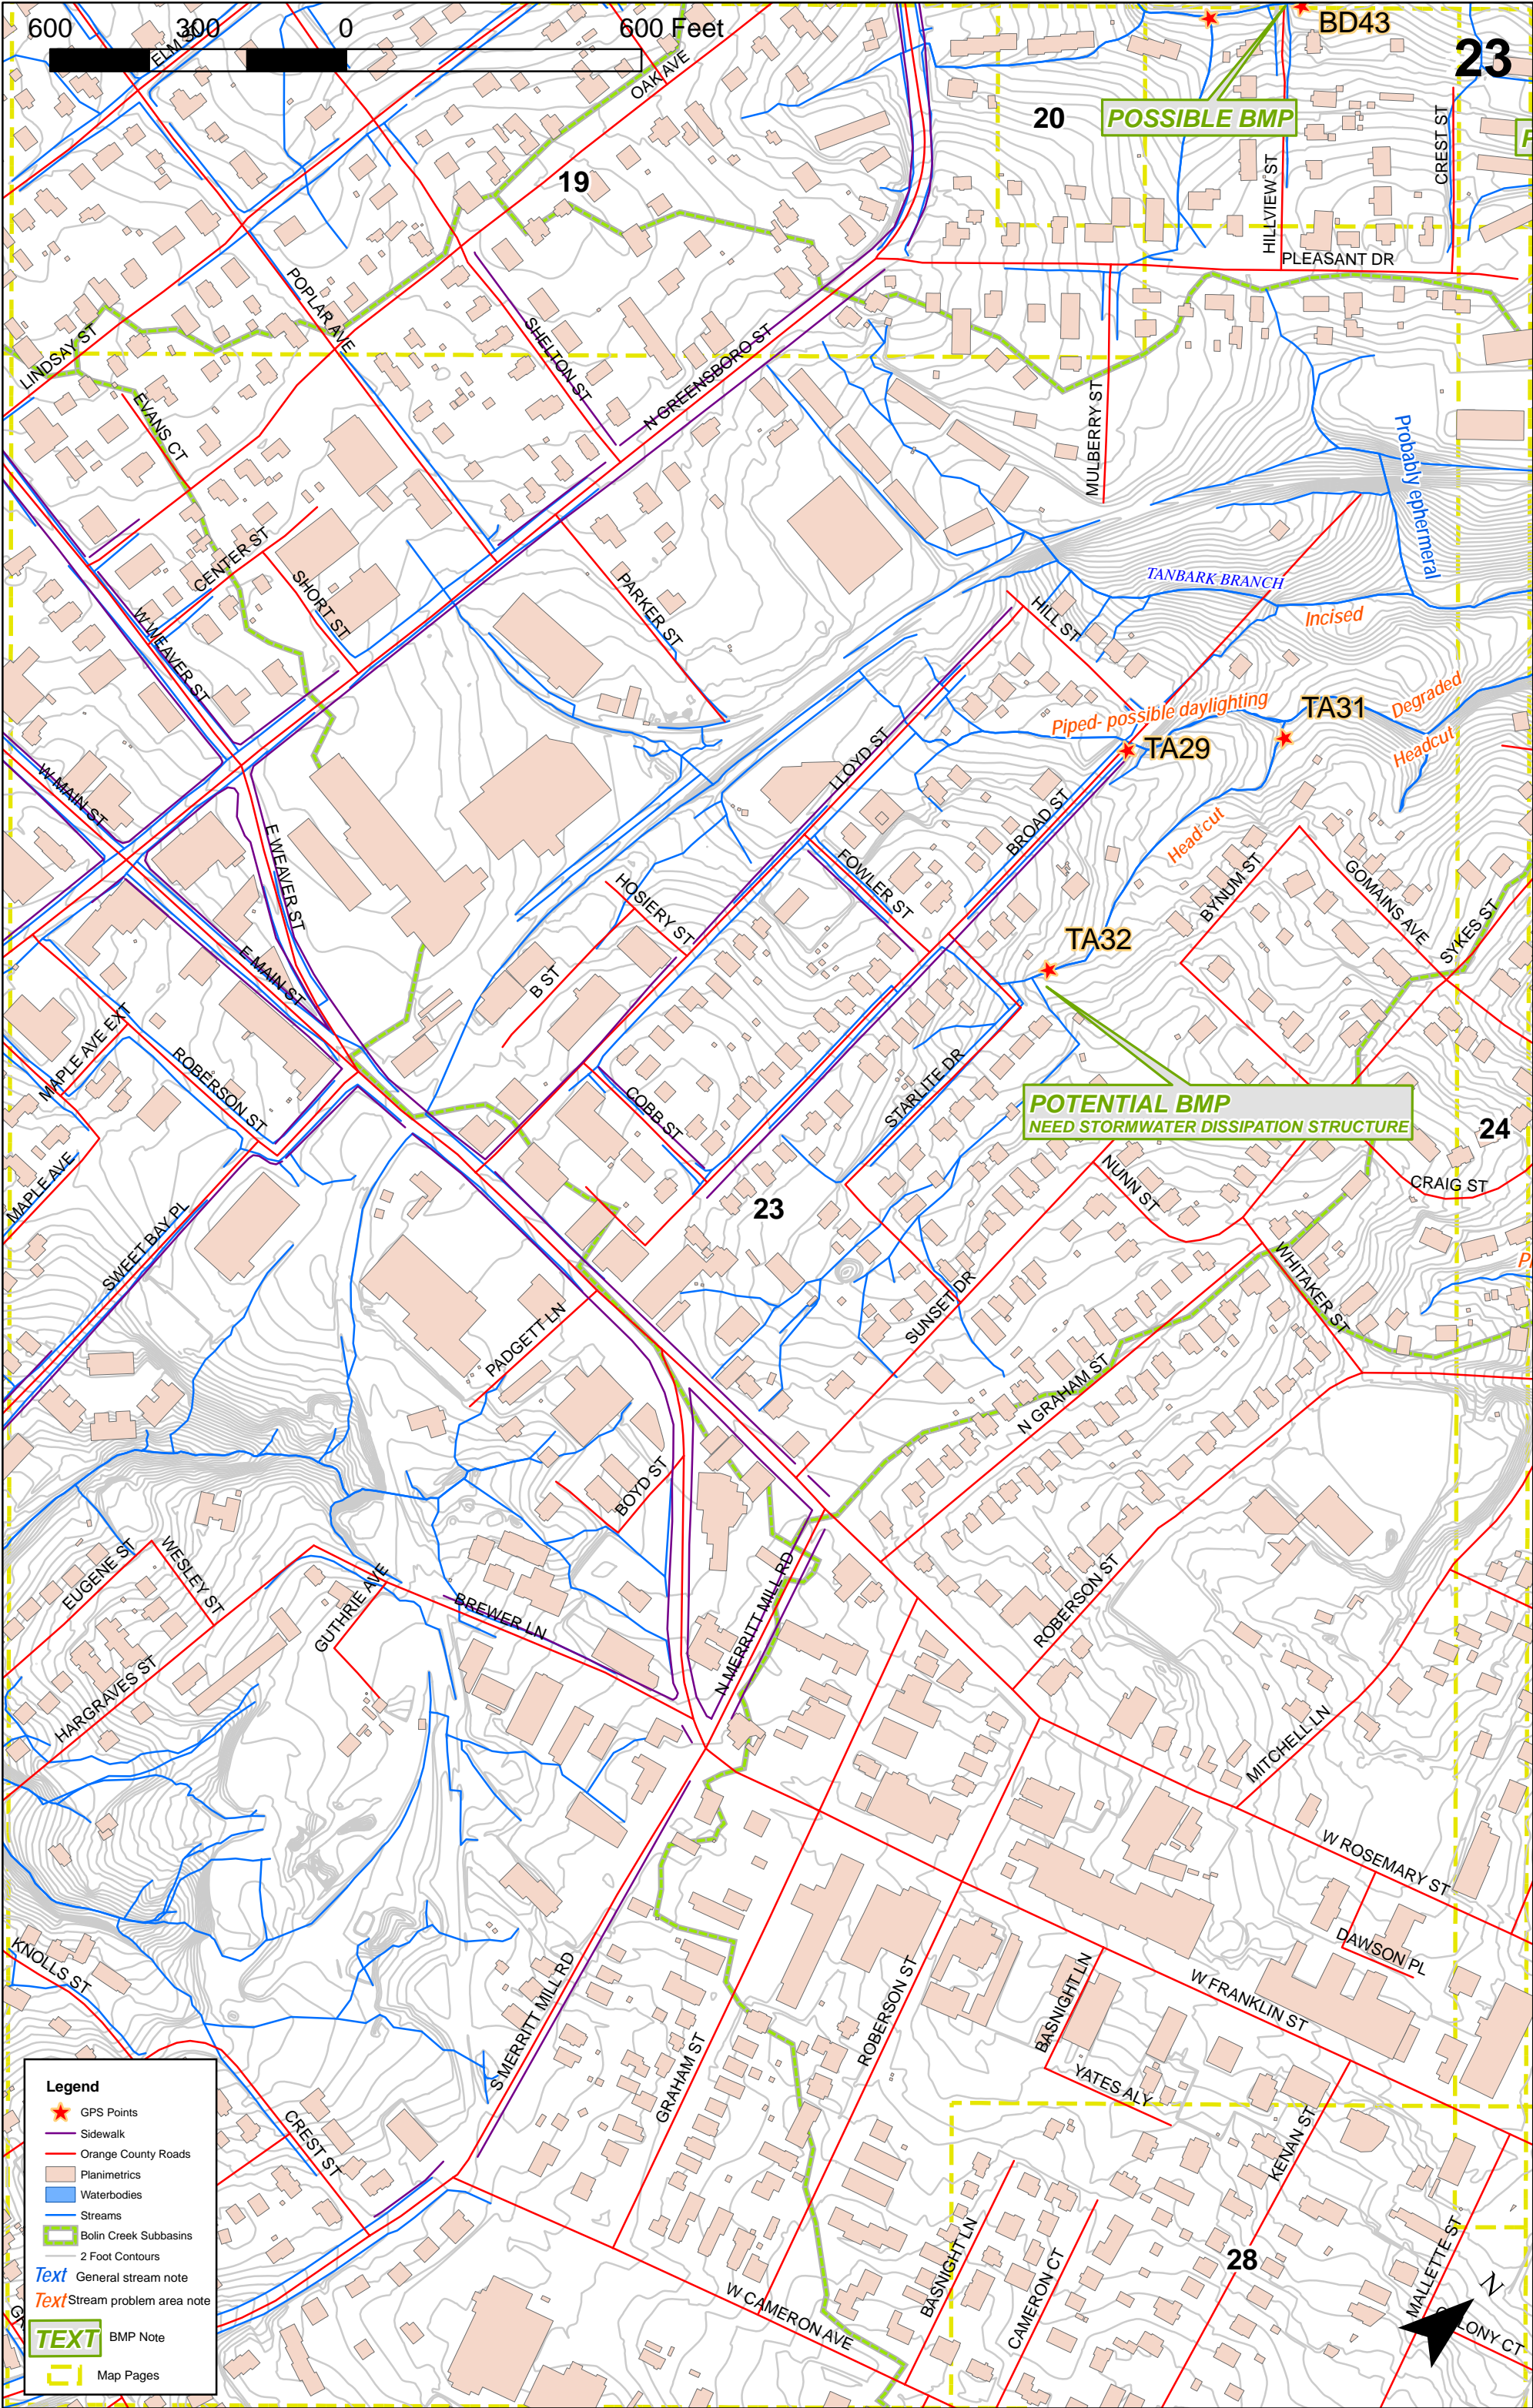 600 300 0 600 Feet
BD43
23
ELM ST
OAK AVE
20
POSSIBLE BMP
CREST ST
19
HILLVIEW ST
PLEASANT DR
POPLAR AVE
LINDSAY ST
SHELTON ST
N GREENSBORO ST
EVANS CT
MULBERRY ST
Probably ephermeral
CENTER ST
SHORT ST
PARKER ST
TANBARK BRANCH
HILL ST
Incised
W WEAVER ST
Piped- possible daylighting
TA31
Degraded
TA29
Headcut
LLOYD ST
W MAIN ST
BROAD ST
Head cut
E WEAVER ST
FOWLER ST
HOSIERY ST
BYNUM ST
GOMAINS AVE
SYKES ST
TA32
E MAIN ST
B ST
MAPLE AVE EXT
ROBERSON ST
STARLITE DR
COBB ST
POTENTIAL BMP
NEED STORMWATER DISSIPATION STRUCTURE
24
MAPLE AVE
NUNN ST
CRAIG ST
23
SWEET BAY PL
WHITAKER ST
SUNSET DR
PADGETT LN
N GRAHAM ST
BOYD ST
EUGENE ST
WESLEY ST
GUTHRIE AVE
BREWER LN
ROBERSON ST
N MERRITT MILL RD
HARGRAVES ST
MITCHELL LN
W ROSEMARY ST
DAWSON PL
KNOLLS ST
S MERRITT MILL RD
BASNIGHT LN
W FRANKLIN ST
ROBERSON ST
GRAHAM ST
YATES ALY
CREST ST
KENAN ST
BASNIGHT LN
CAMERON CT
28
MALLETTE ST
W CAMERON AVE
COLONY CT
N
Legend
GPS Points
Sidewalk
Orange County Roads
Planimetrics
Waterbodies
Streams
Bolin Creek Subbasins
2 Foot Contours
Text General stream note
Text Stream problem area note
TEXT BMP Note
Map Pages